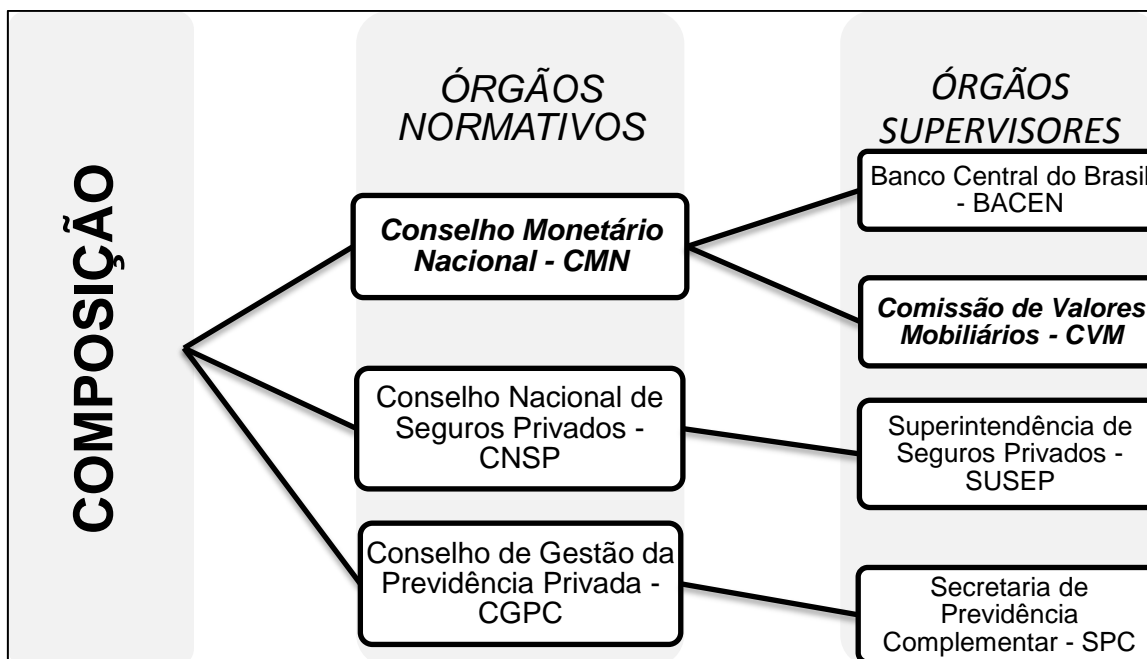 COMPOSIÇÃO
ÓRGÃOS
NORMATIVOS
Conselho Monetário
Nacional - CMN
Conselho Nacional de
Seguros Privados -
CNSP
Conselho de Gestão da
Previdência Privada -
CGPC
ÓRGÃOS
SUPERVISORES
Banco Central do Brasil
- BACEN
Comissão de Valores
Mobiliários - CVM
Superintendência de
Seguros Privados -
SUSEP
Secretaria de
Previdência
Complementar - SPC